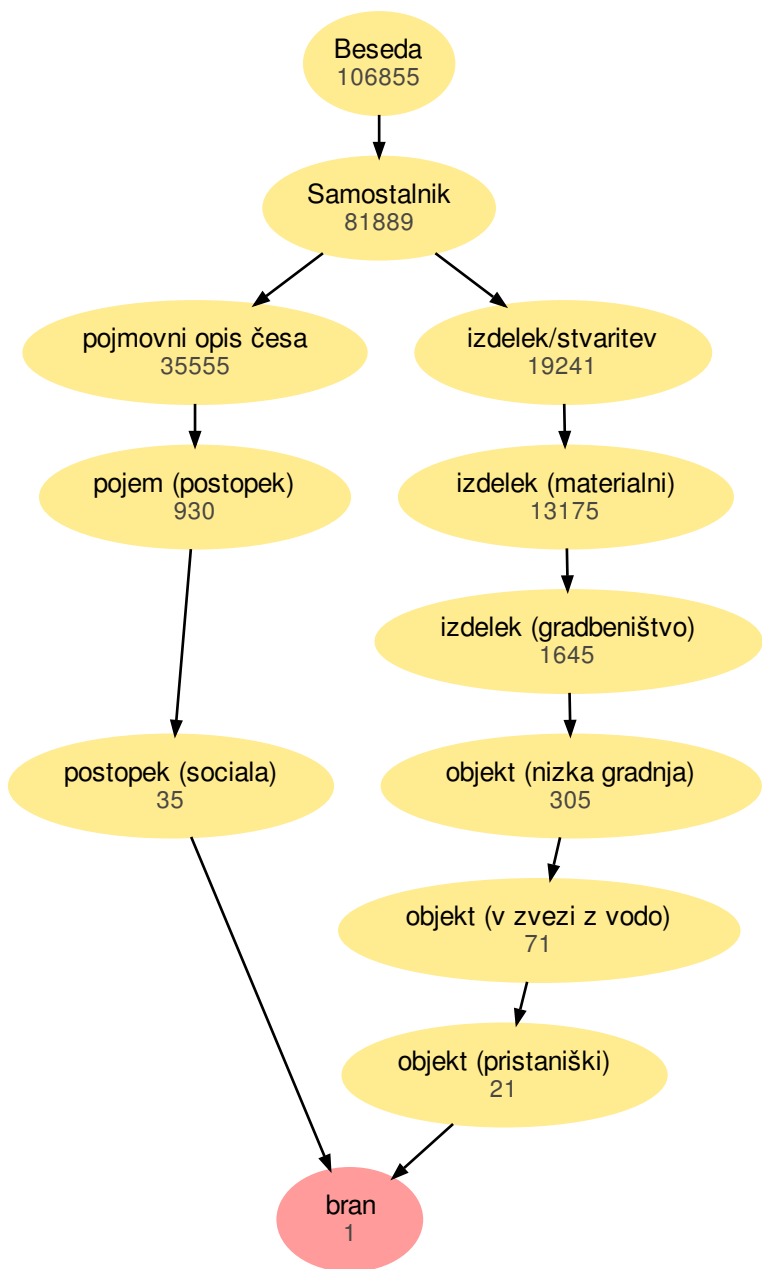 Beseda
106855
Samostalnik
81889
pojmovni opis česa
35555
izdelek/stvaritev
19241
pojem (postopek)
930
izdelek (materialni)
13175
izdelek (gradbeništvo)
1645
postopek (sociala)
35
objekt (nizka gradnja)
305
objekt (v zvezi z vodo)
71
objekt (pristaniški)
21
bran
1